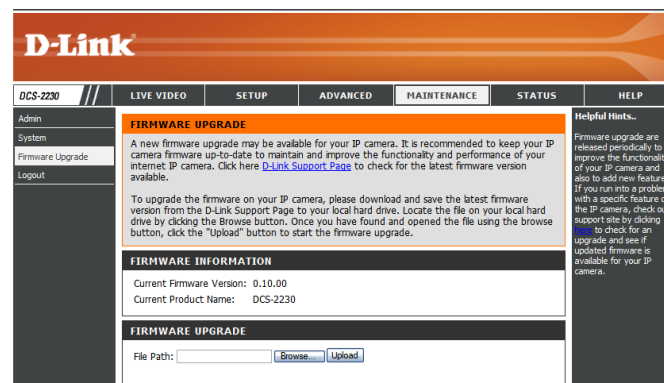 D-Link
DCS-2230
LIVE VIDEO
SETUP
ADVANCED
MAINTENANCE
STATUS
HELP
Admin
System
Firmware Upgrade
Logout
FIRMWARE UPGRADE
A new firmware upgrade may be available for your IP camera. It is recommended to keep your IP
camera firmware up-to-date to maintain and improve the functionality and performance of your
internet IP camera. Click here D-Link Support Page to check for the latest firmware version
available.
To upgrade the firmware on your IP camera, please download and save the latest firmware
version from the D-Link Support Page to your local hard drive. Locate the file on your local hard
drive by clicking the Browse button. Once you have found and opened the file using the browse
button, click the "Upload" button to start the firmware upgrade.
FIRMWARE INFORMATION
Current Firmware Version: 0.10.00
Current Product Name: DCS-2230
FIRMWARE UPGRADE
File Path:
Browse...
Upload
Helpful Hints..
Firmware upgrade are
released periodically to
improve the functionalit
of your IP camera and
also to add new feature
If you run into a problem
with a specific feature o
the IP camera, check ou
support site by clicking
here to check for an
upgrade and see if
updated firmware is
available for your IP
camera.